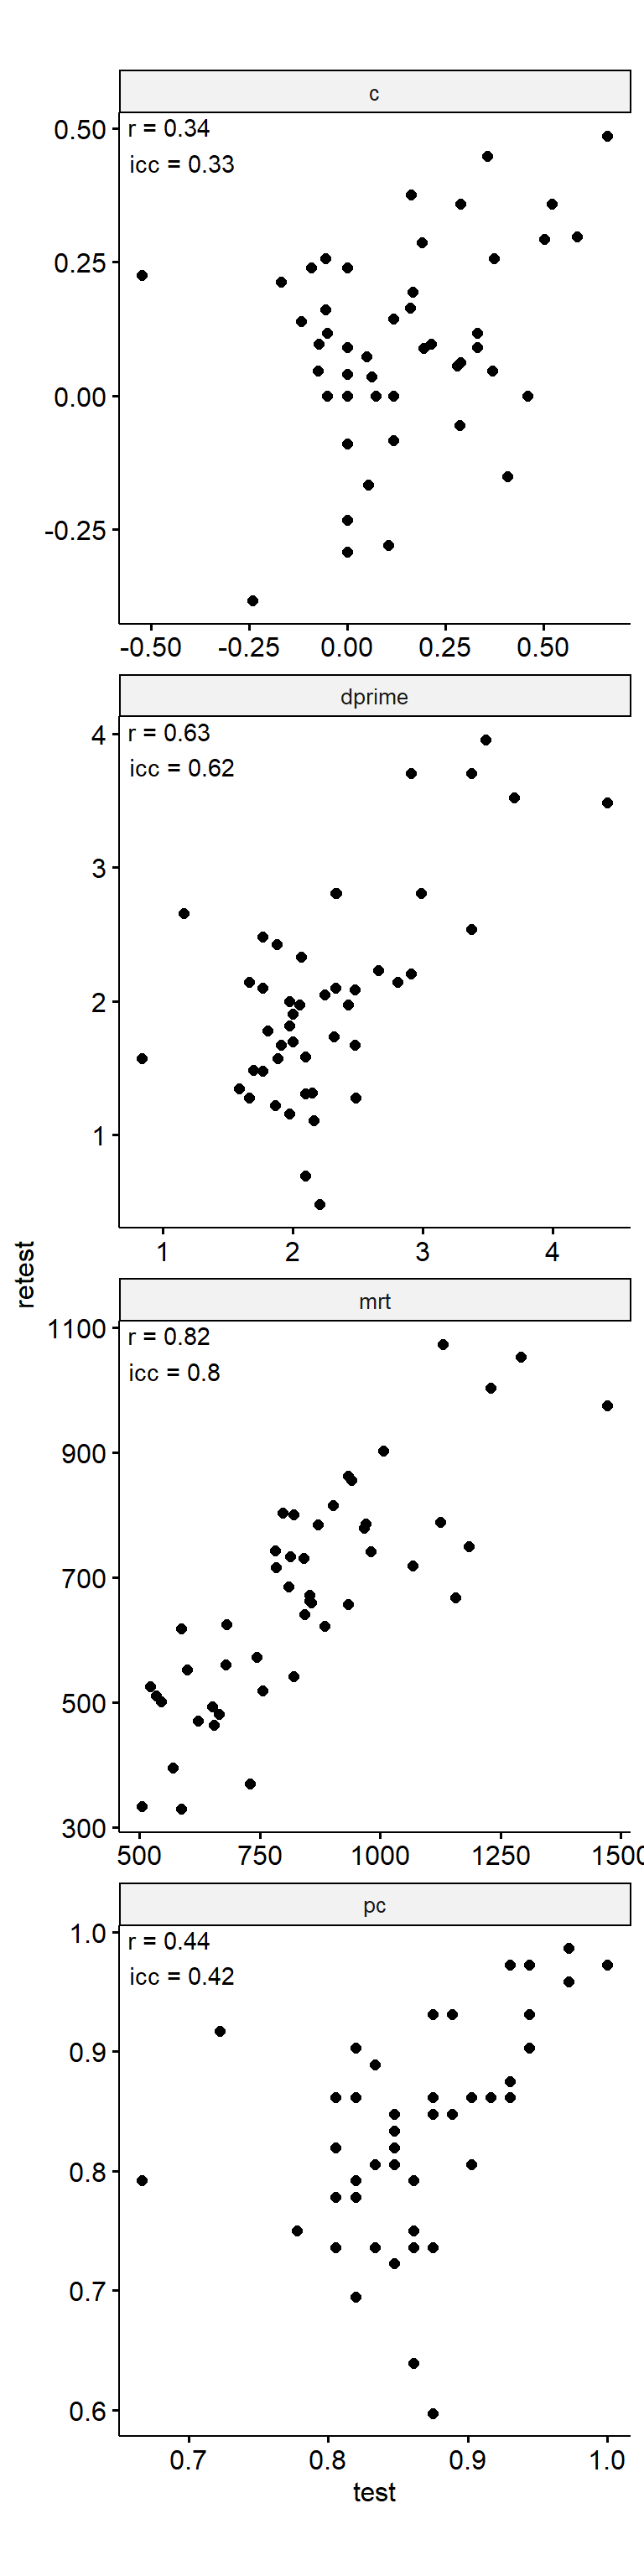 c
r = 0.34
icc = 0.33
0.50
0.25
0.00
-0.25
-0.50 -0.25 0.00 0.25 0.50
dprime
r = 0.63
icc = 0.62
4
3
2
1
1 2 3 4
retest
mrt
r = 0.82
icc = 0.8
1100
900
700
500
300
500 750 1000 1250 1500
pc
r = 0.44
icc = 0.42
1.0
0.9
0.8
0.7
0.6
0.7 0.8 0.9 1.0
test